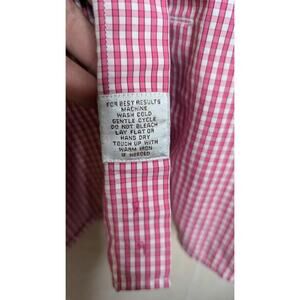 FOR BEST RESULTS
MACHINE
WASH COLD
GENTLE CYCLE
DO NOT BLEACH
LAY FLAT OR
HANG DRY
TOUCH UP WITH
WARM IRON
IF NEEDED